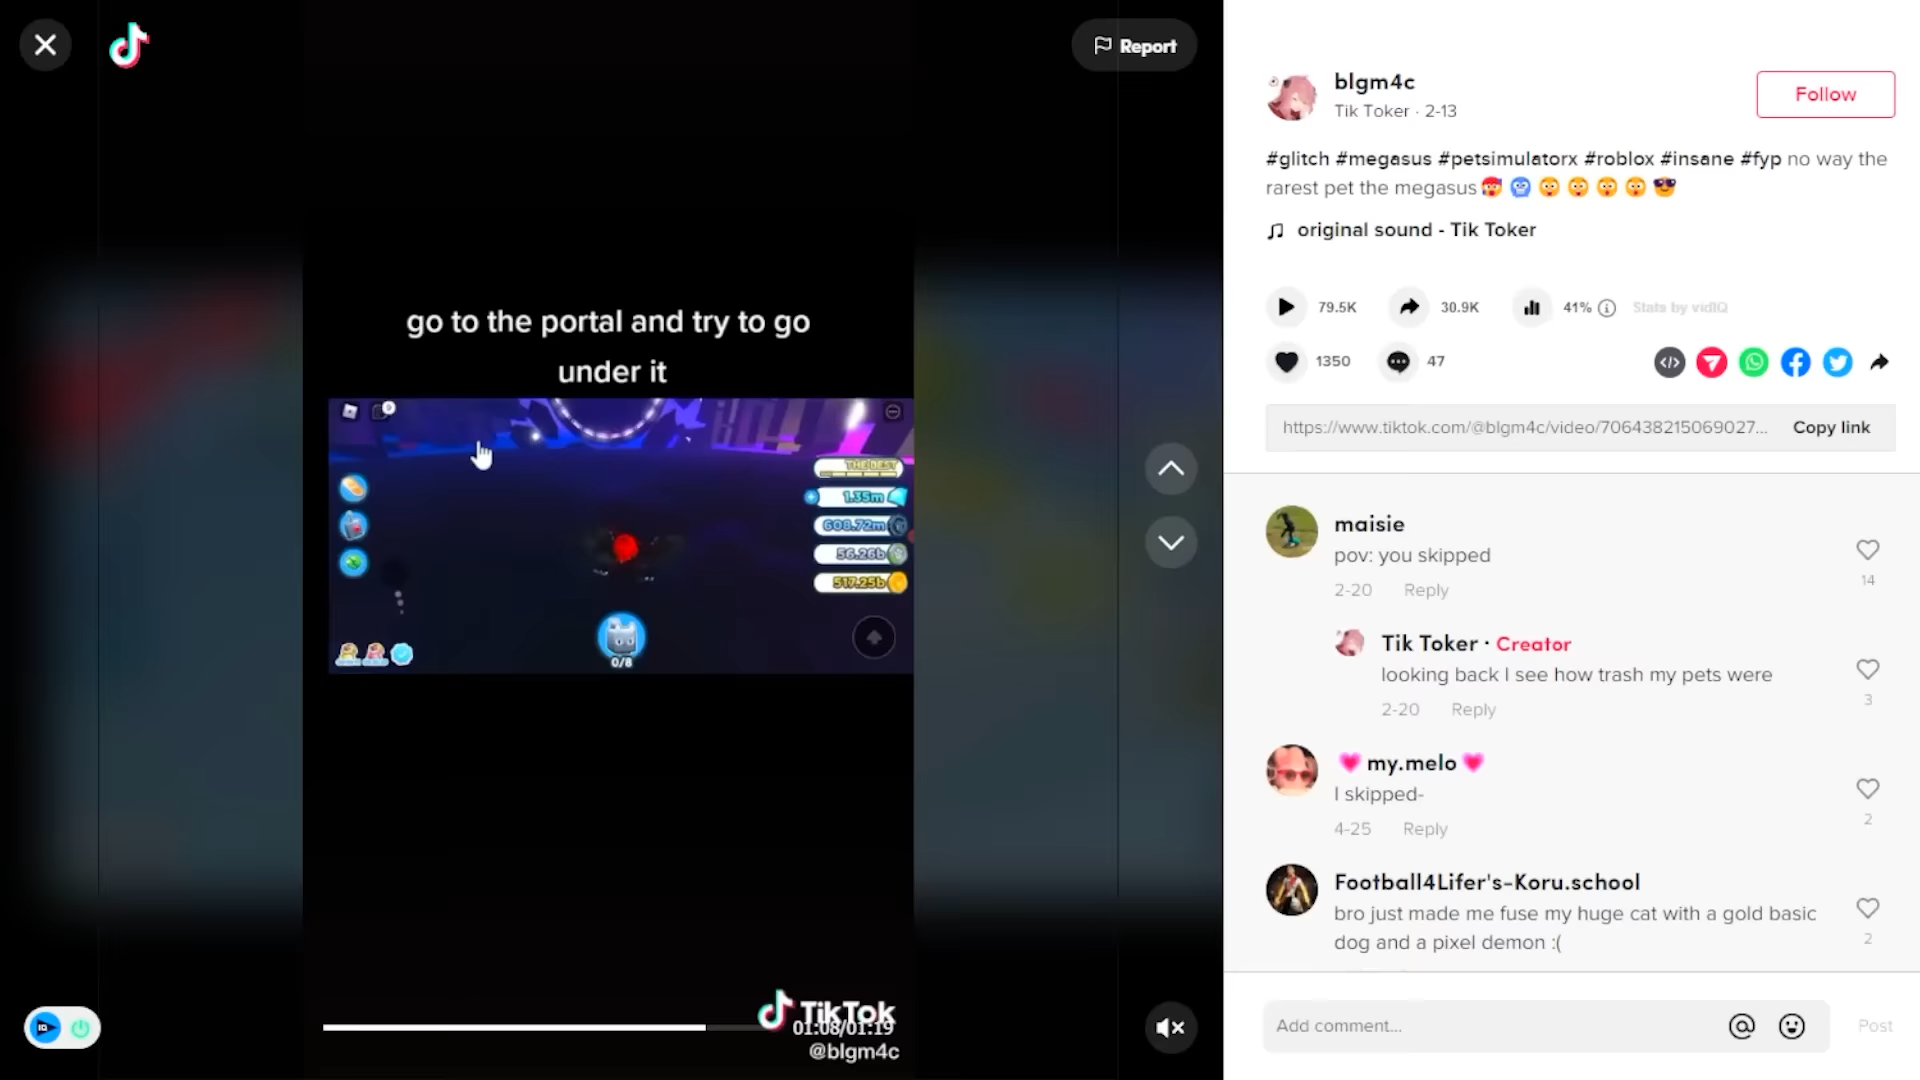 Report
go to the portal and try to go
under it
THE BEST
1.35m
608.72m
56.26b
517.25b
0/8
TikTok
01:08/01:19
@blgm4c
blgm4c
Tik Toker · 2-13
Follow
#glitch #megasus #petsimulatorx #roblox #insane #fyp no way the
rarest pet the megasus🥵 🥶 😳 😳 😳 😳 😎
original sound - Tik Toker
79.5K
30.9K
41%
Stats by vidIQ
1350
47
https://www.tiktok.com/@blgm4c/video/706438215069027...
Copy link
maisie
pov: you skipped
14
2-20 Reply
Tik Toker · Creator
looking back I see how trash my pets were
3
2-20 Reply
💗 my.melo 💗
I skipped-
2
4-25 Reply
Football4Lifer's-Koru.school
bro just made me fuse my huge cat with a gold basic
dog and a pixel demon :(
2
Add comment...
Post